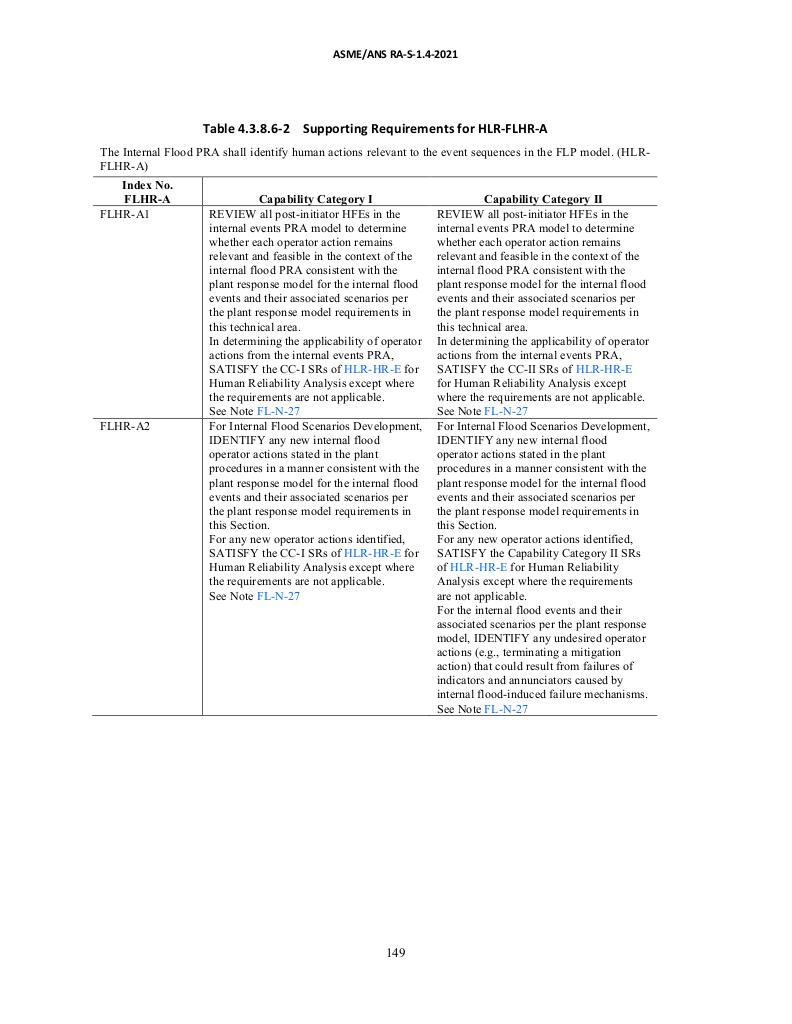 ASME/ANS RA-S-1.4-2021
Table 4.3.8.6-2 Supporting Requirements for HLR-FLHR-A
The Internal Flood PRA shall identify human actions relevant to the event sequences in the FLP model. (HLR-
FLHR-A)
Index No.
FLHR-A
Capability Category I
Capability Category II
FLHR-A1
REVIEW all post-initiator HFEs in the
internal events PRA model to determine
whether each operator action remains
relevant and feasible in the context of the
internal flood PRA consistent with the
plant response model for the internal flood
events and their associated scenarios per
the plant response model requirements in
this technical area.
In determining the applicability of operator
actions from the internal events PRA,
SATISFY the CC-I SRs of HLR-HR-E for
Human Reliability Analysis except where
the requirements are not applicable.
See Note FL-N-27
REVIEW all post-initiator HFEs in the
internal events PRA model to determine
whether each operator action remains
relevant and feasible in the context of the
internal flood PRA consistent with the
plant response model for the internal flood
events and their associated scenarios per
the plant response model requirements in
this technical area.
In determining the applicability of operator
actions from the internal events PRA,
SATISFY the CC-II SRs of HLR-HR-E
for Human Reliability Analysis except
where the requirements are not applicable.
See Note FL-N-27
FLHR-A2
For Internal Flood Scenarios Development,
IDENTIFY any new internal flood
operator actions stated in the plant
procedures in a manner consistent with the
plant response model for the internal flood
events and their associated scenarios per
the plant response model requirements in
this Section.
For any new operator actions identified,
SATISFY the CC-I SRs of HLR-HR-E for
Human Reliability Analysis except where
the requirements are not applicable.
See Note FL-N-27
For Internal Flood Scenarios Development,
IDENTIFY any new internal flood
operator actions stated in the plant
procedures in a manner consistent with the
plant response model for the internal flood
events and their associated scenarios per
the plant response model requirements in
this Section.
For any new operator actions identified,
SATISFY the Capability Category II SRs
of HLR-HR-E for Human Reliability
Analysis except where the requirements
are not applicable.
For the internal flood events and their
associated scenarios per the plant response
model, IDENTIFY any undesired operator
actions (e.g., terminating a mitigation
action) that could result from failures of
indicators and annunciators caused by
internal flood-induced failure mechanisms.
See Note FL-N-27
149